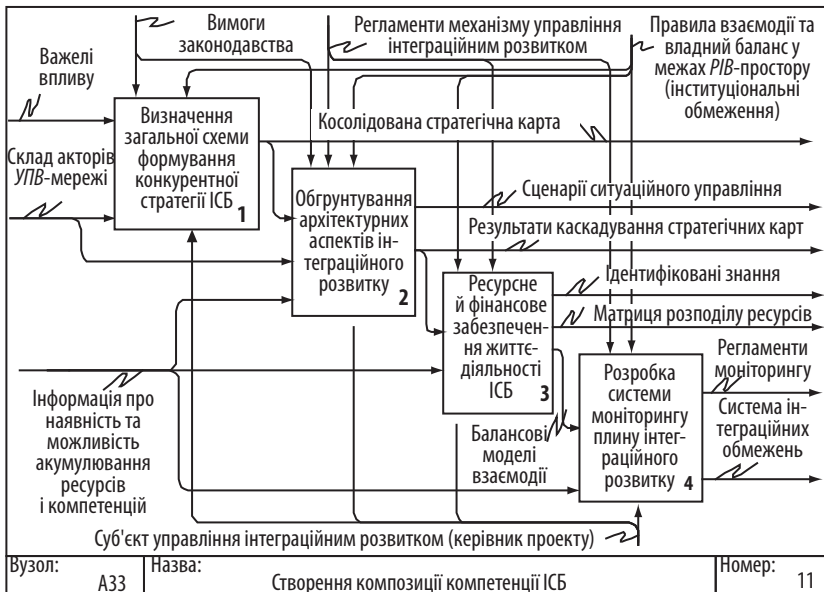 Вимоги
законодавства
Регламенти механізму управління
інтеграційним розвитком
Правила взаємодії та
владний баланс у
межах РІВ-простору
(інституціональні
обмеження)
Важелі
впливу
Визначення
загальної схеми
формування
конкурентної
стратегії ІСБ 1
Косолідована стратегічна карта
Склад акторів
УПВ-мережі
Обгрунтування
архітектурних
аспектів ін-
теграційного
розвитку 2
Сценарії ситуаційного управління
Результати каскадування стратегічних карт
Ресурсне
й фінансове
забезпечен-
ня життє-
діяльності
ІСБ 3
Ідентифіковані знання
Матриця розподілу ресурсів
Розробка
системи
моніторингу
плину інтег-
раційного
розвитку 4
Регламенти
моніторингу
Система ін-
теграційних
обмежень
Інформація про
наявність та
можливість
акумулювання
ресурсів
і компетенцій
Балансові
моделі
взаємодії
Суб'єкт управління інтеграційним розвитком (керівник проекту)
Вузол:
А33
Назва:
Створення композиції компетенції ІСБ
Номер:
11